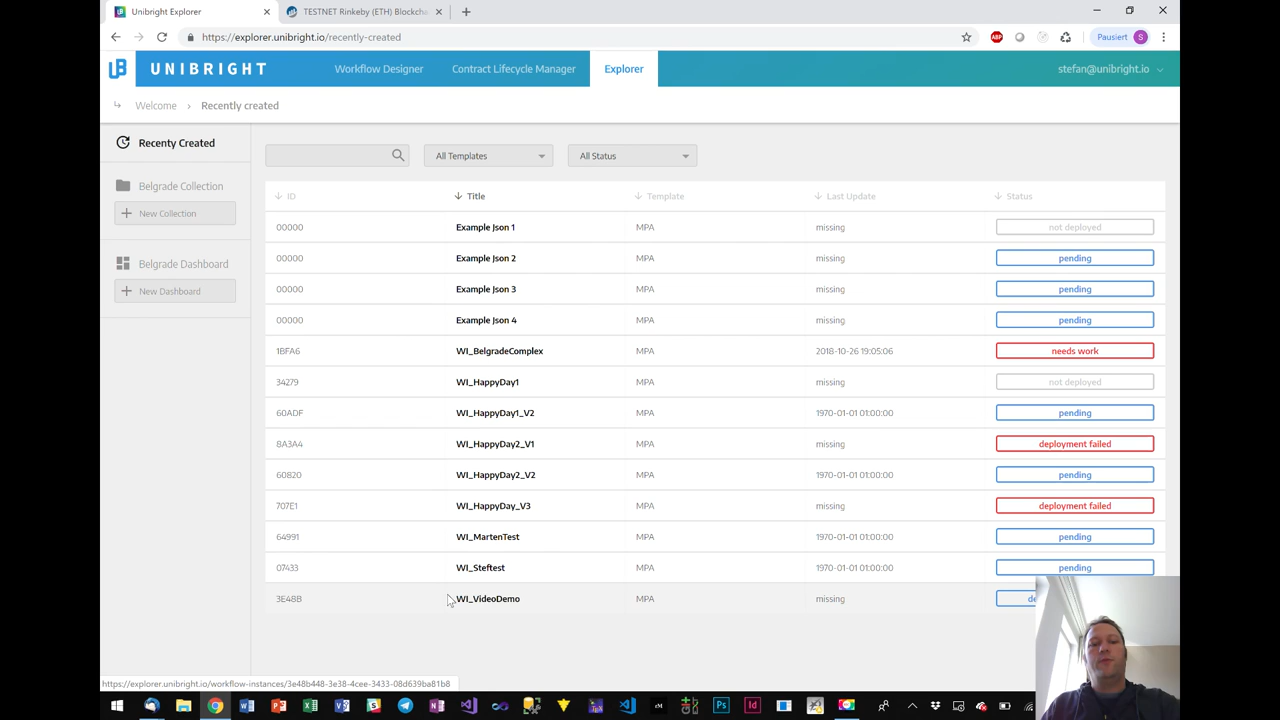 Unibright Explorer
TESTNET Rinkeby (ETH) Blockcha
https://explorer.unibright.io/recently-created
ABP
Pausiert S
UB UNIBRIGHT Workflow Designer Contract Lifecycle Manager Explorer stefan@unibright.io
Welcome › Recently created
Recenty Created
Belgrade Collection
+ New Collection
Belgrade Dashboard
+ New Dashboard
All Templates All Status
ID Title Template Last Update Status
00000 Example Json 1 MPA missing not deployed
00000 Example Json 2 MPA missing pending
00000 Example Json 3 MPA missing pending
00000 Example Json 4 MPA missing pending
1BFA6 WI_BelgradeComplex MPA 2018-10-26 19:05:06 needs work
34279 WI_HappyDay1 MPA missing not deployed
60ADF WI_HappyDay1_V2 MPA 1970-01-01 01:00:00 pending
8A3A4 WI_HappyDay2_V1 MPA missing deployment failed
60820 WI_HappyDay2_V2 MPA 1970-01-01 01:00:00 pending
707E1 WI_HappyDay_V3 MPA missing deployment failed
64991 WI_MartenTest MPA 1970-01-01 01:00:00 pending
07433 WI_Steftest MPA 1970-01-01 01:00:00 pending
3E48B WI_VideoDemo MPA missing de
https://explorer.unibright.io/workflow-instances/3e48b448-3e38-4cee-3433-08d639ba81b8